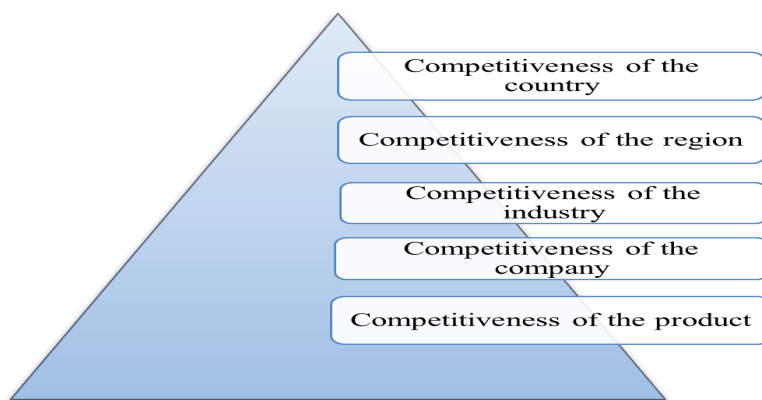 Competitiveness of the
country
Competitiveness of the region
Competitiveness of the
industry
Competitiveness of the
company
Competitiveness of the product